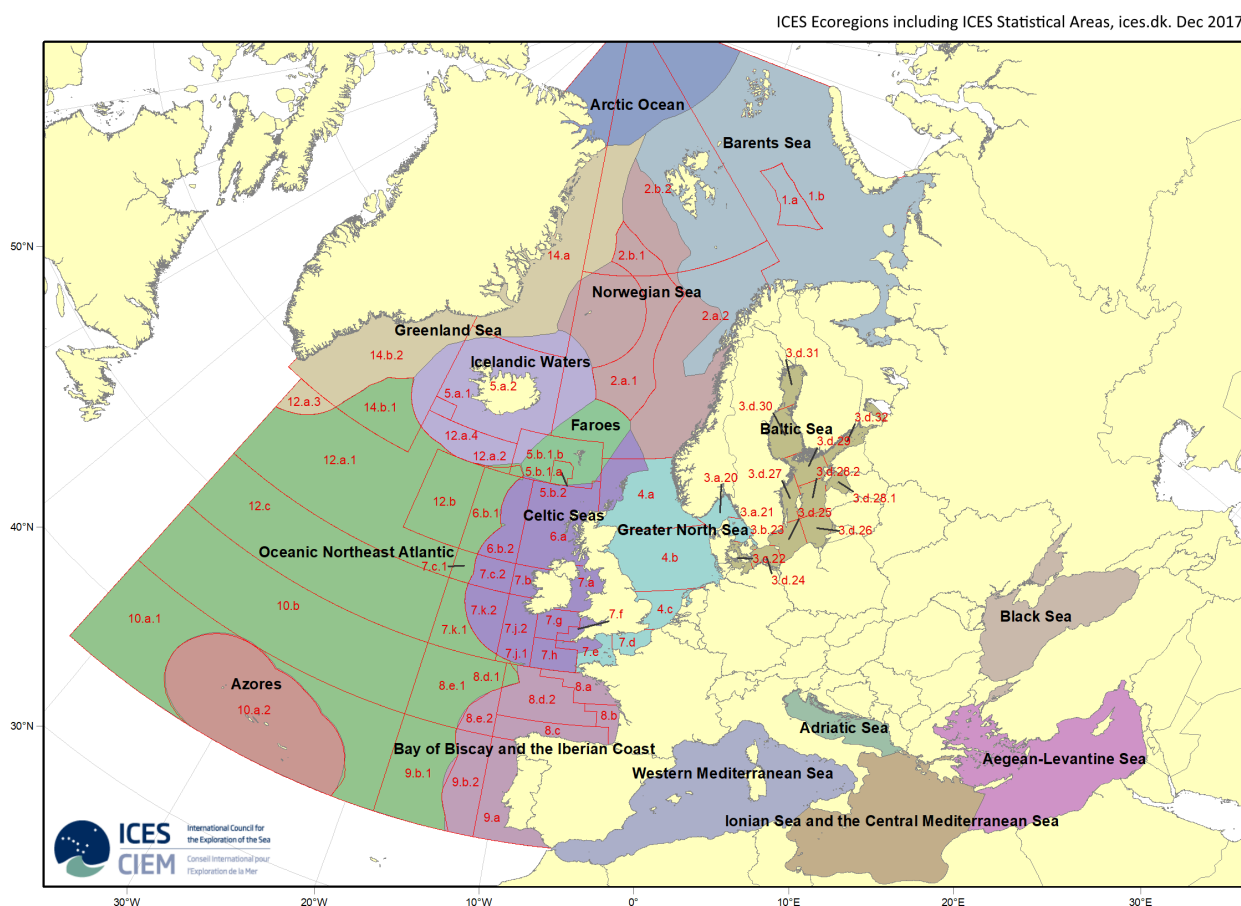 ICES Ecoregions including ICES Statistical Areas, ices.dk. Dec 2017
Arctic Ocean
Barents Sea
2.b.2
1.a
1.b
50°N
14.a
2.b.1
Norwegian Sea
2.a.2
Greenland Sea
14.b.2
Icelandic Waters
3.d.31
5.a.1
5.a.2
2.a.1
12.a.3
14.b.1
3.d.30
3.d.32
Faroes
Baltic Sea
12.a.4
3.d.29
12.a.1
12.a.2
5.b.1.b
5.b.1.a
3.a.20
3.d.27
3.d.28.2
5.b.2
4.a
3.d.28.1
12.c
12.b
6.b.1
Celtic Seas
3.a.21
3.d.25
40°N
6.a
Greater North Sea
3.b.23
3.d.26
Oceanic Northeast Atlantic
6.b.2
4.b
3.c.22
7.c.1
7.c.2
7.b
7.a
3.d.24
10.b
7.k.2
4.c
10.a.1
7.g
7.f
Black Sea
7.k.1
7.j.2
7.d
7.j.1
7.h
7.e
Azores
8.e.1
8.d.1
8.a
8.d.2
10.a.2
8.e.2
8.b
30°N
8.c
Adriatic Sea
Bay of Biscay and the Iberian Coast
Aegean-Levantine Sea
9.b.1
9.b.2
Western Mediterranean Sea
9.a
Ionian Sea and the Central Mediterranean Sea
ICES
CIEM
International Council for
the Exploration of the Sea
Conseil International pour
l'Exploration de la Mer
30°W
20°W
10°W
0°
10°E
20°E
30°E